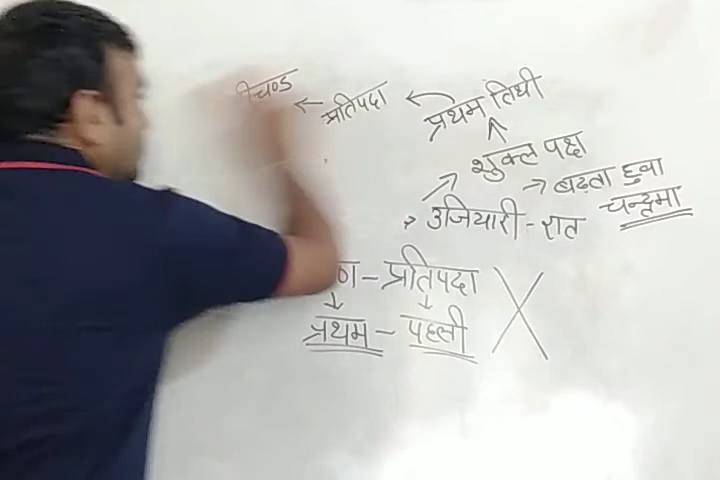 प्रतिपदा ← प्रथम तिथी
शुक्ल पक्ष
→ बढ़ता हुवा
चन्द्रमा
उजियारी - रात
- प्रतिपदा
प्रथम - पहली